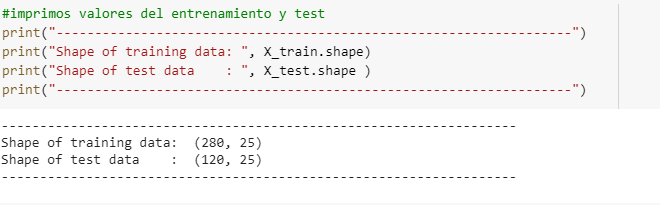 #imprimos valores del entrenamiento y test
print("------------------------------------------------------------------")
print("Shape of training data: ", X_train.shape)
print("Shape of test data    : ", X_test.shape )
print("------------------------------------------------------------------")
------------------------------------------------------------------
Shape of training data:  (280, 25)
Shape of test data    :  (120, 25)
------------------------------------------------------------------